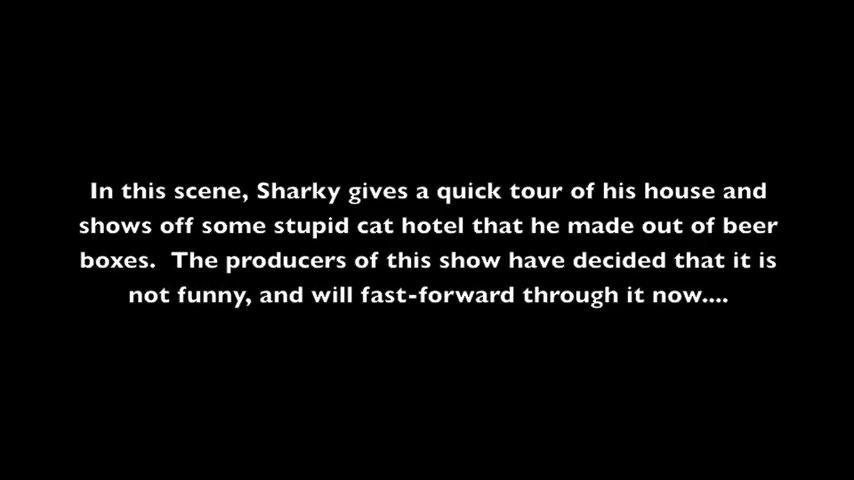 In this scene, Sharky gives a quick tour of his house and
shows off some stupid cat hotel that he made out of beer
boxes.  The producers of this show have decided that it is
not funny, and will fast-forward through it now....